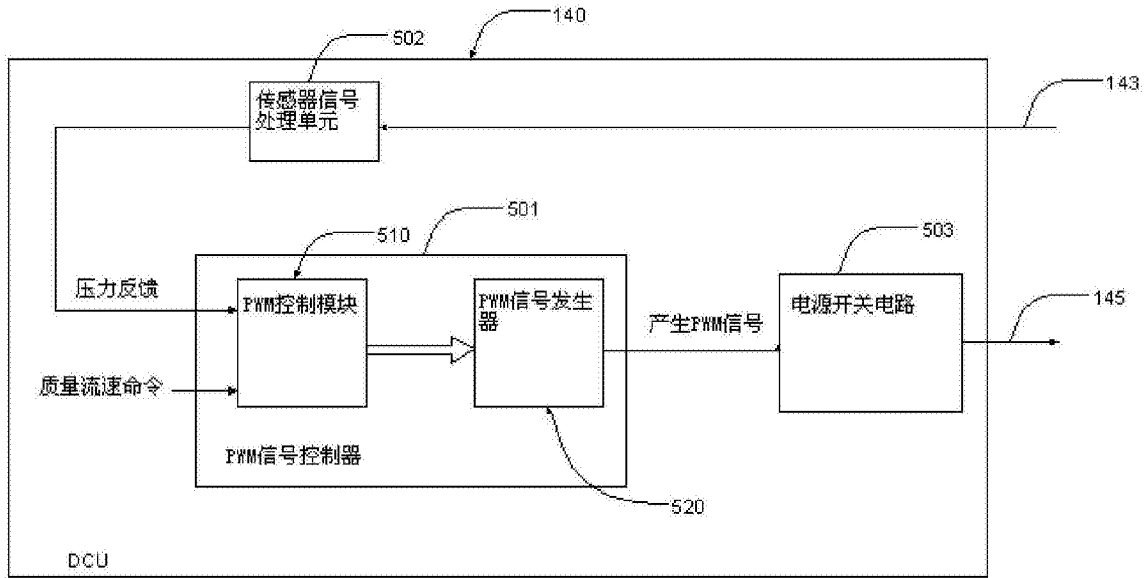 140
502
传感器信号
处理单元
143
501
510
503
压力反馈
PWM控制模块
PWM信号发生
器
产生PWM信号
电源开关电路
145
质量流速命令
PWM信号控制器
520
DCU